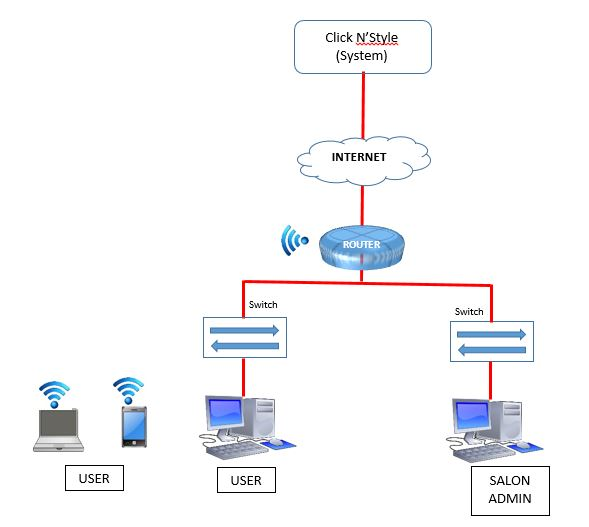 Click N’Style
(System)
INTERNET
ROUTER
Switch
Switch
USER
USER
SALON
ADMIN